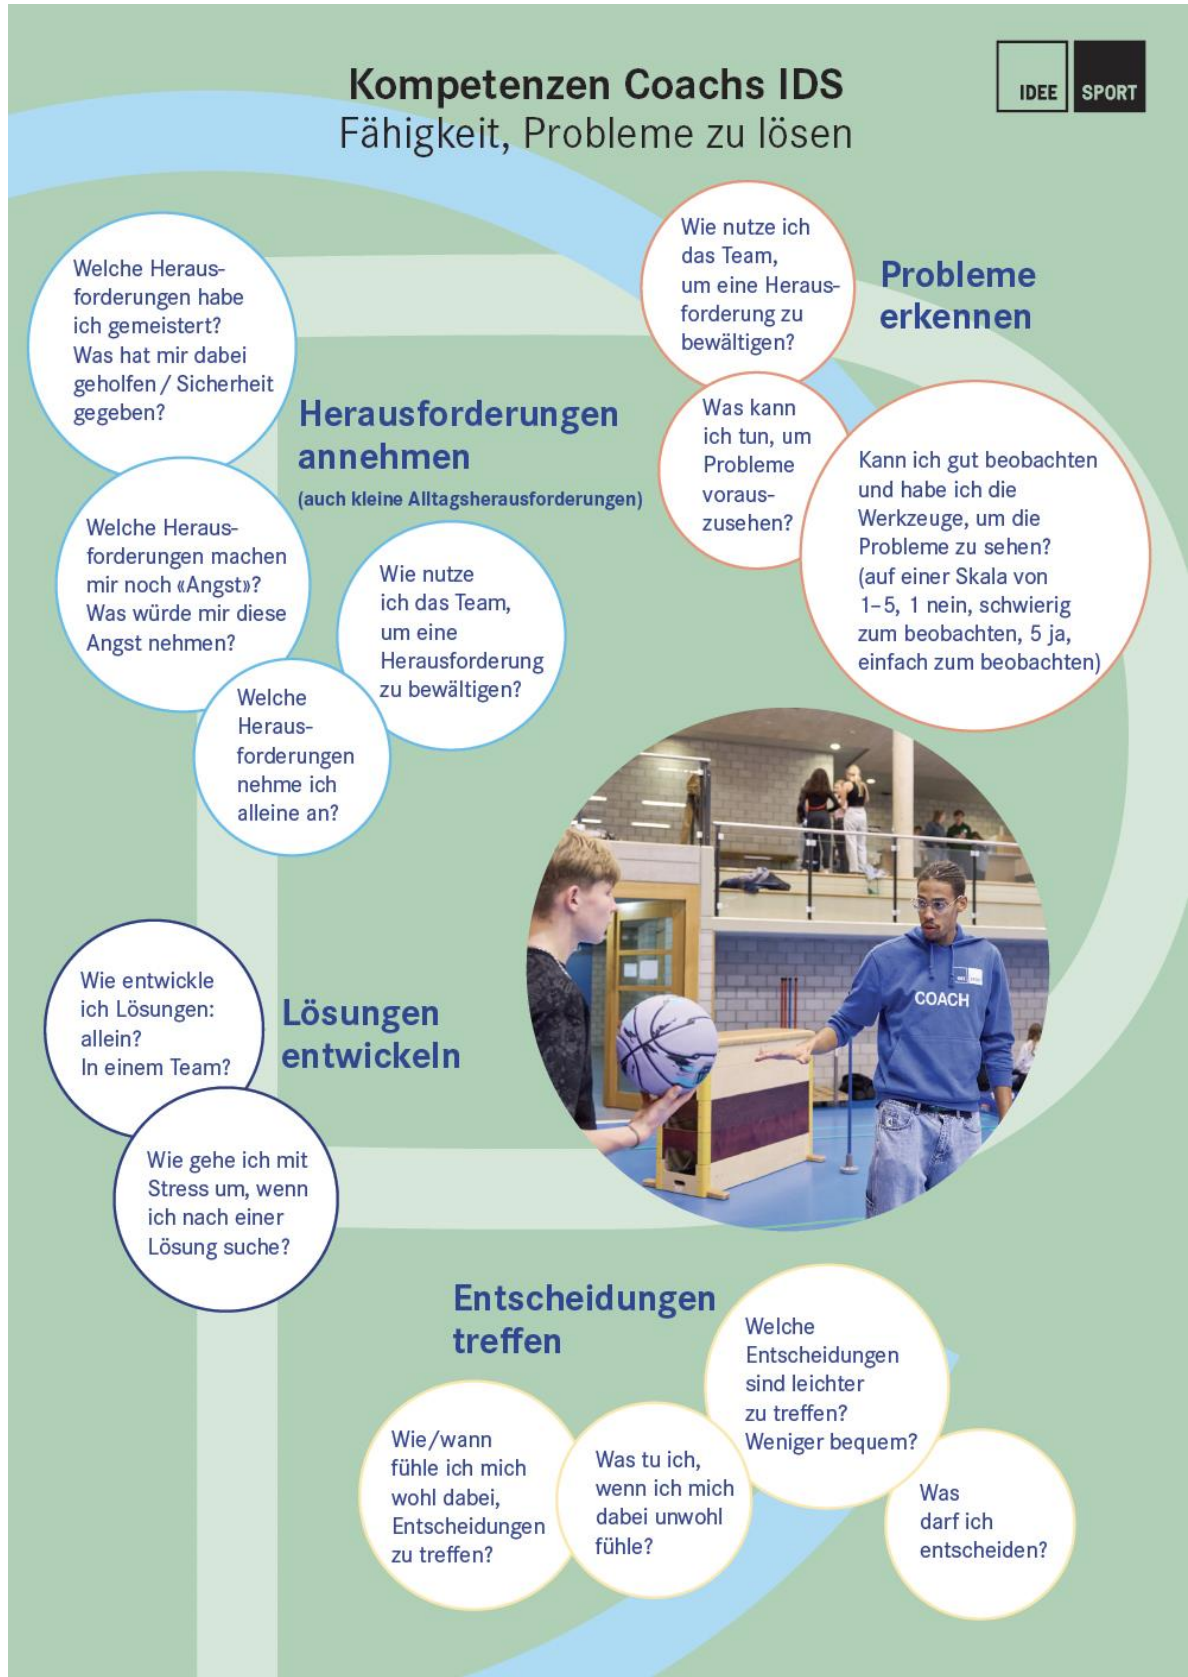 Kompetenzen Coachs IDS
Fähigkeit, Probleme zu lösen
IDEE SPORT
Welche Heraus-
forderungen habe
ich gemeistert?
Was hat mir dabei
geholfen / Sicherheit
gegeben?
Herausforderungen
annehmen
(auch kleine Alltagsherausforderungen)
Welche Heraus-
forderungen machen
mir noch «Angst»?
Was würde mir diese
Angst nehmen?
Wie nutze
ich das Team,
um eine
Herausforderung
zu bewältigen?
Welche
Heraus-
forderungen
nehme ich
alleine an?
Wie nutze ich
das Team,
um eine Heraus-
forderung zu
bewältigen?
Probleme
erkennen
Was kann
ich tun, um
Probleme
voraus-
zusehen?
Kann ich gut beobachten
und habe ich die
Werkzeuge, um die
Probleme zu sehen?
(auf einer Skala von
1–5, 1 nein, schwierig
zum beobachten, 5 ja,
einfach zum beobachten)
COACH
Wie entwickle
ich Lösungen:
allein?
In einem Team?
Lösungen
entwickeln
Wie gehe ich mit
Stress um, wenn
ich nach einer
Lösung suche?
Entscheidungen
treffen
Wie/wann
fühle ich mich
wohl dabei,
Entscheidungen
zu treffen?
Was tu ich,
wenn ich mich
dabei unwohl
fühle?
Welche
Entscheidungen
sind leichter
zu treffen?
Weniger bequem?
Was
darf ich
entscheiden?